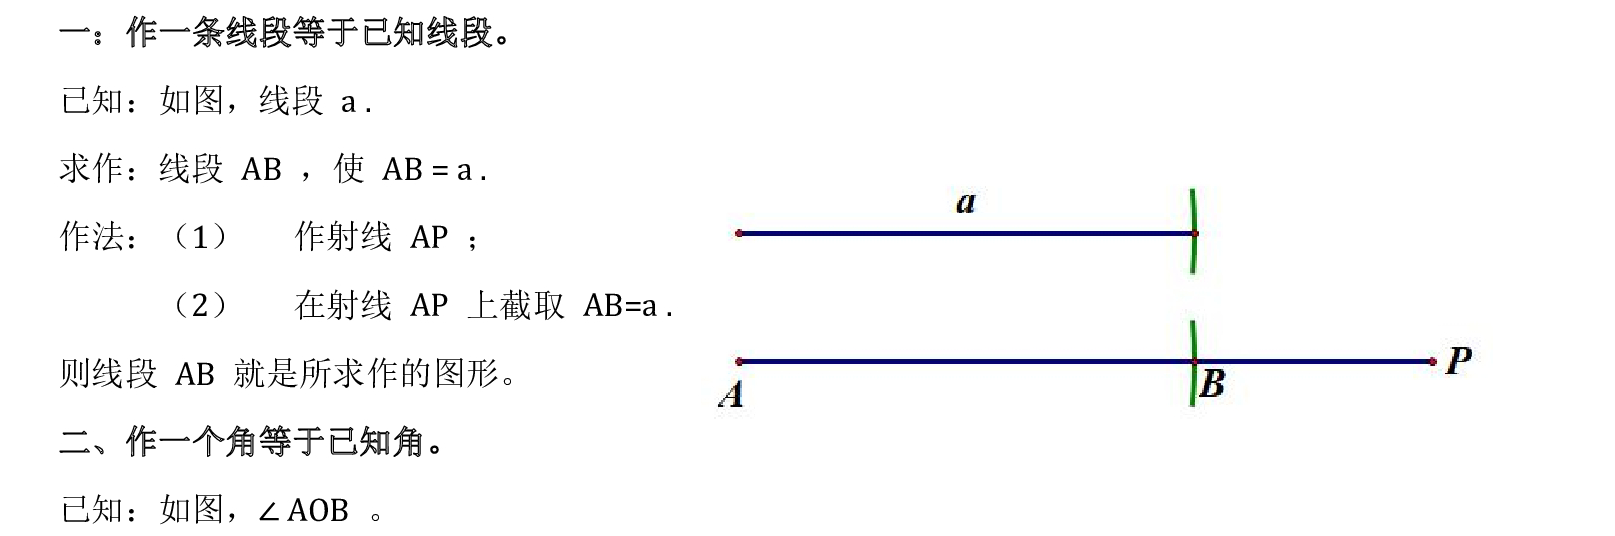 一：作一条线段等于已知线段。
已知：如图，线段 a .
求作：线段 AB ，使 AB = a .
作法：（1） 作射线 AP ；
（2） 在射线 AP 上截取 AB=a .
则线段 AB 就是所求作的图形。
二、作一个角等于已知角。
已知：如图，∠ AOB 。
a
P
A
B